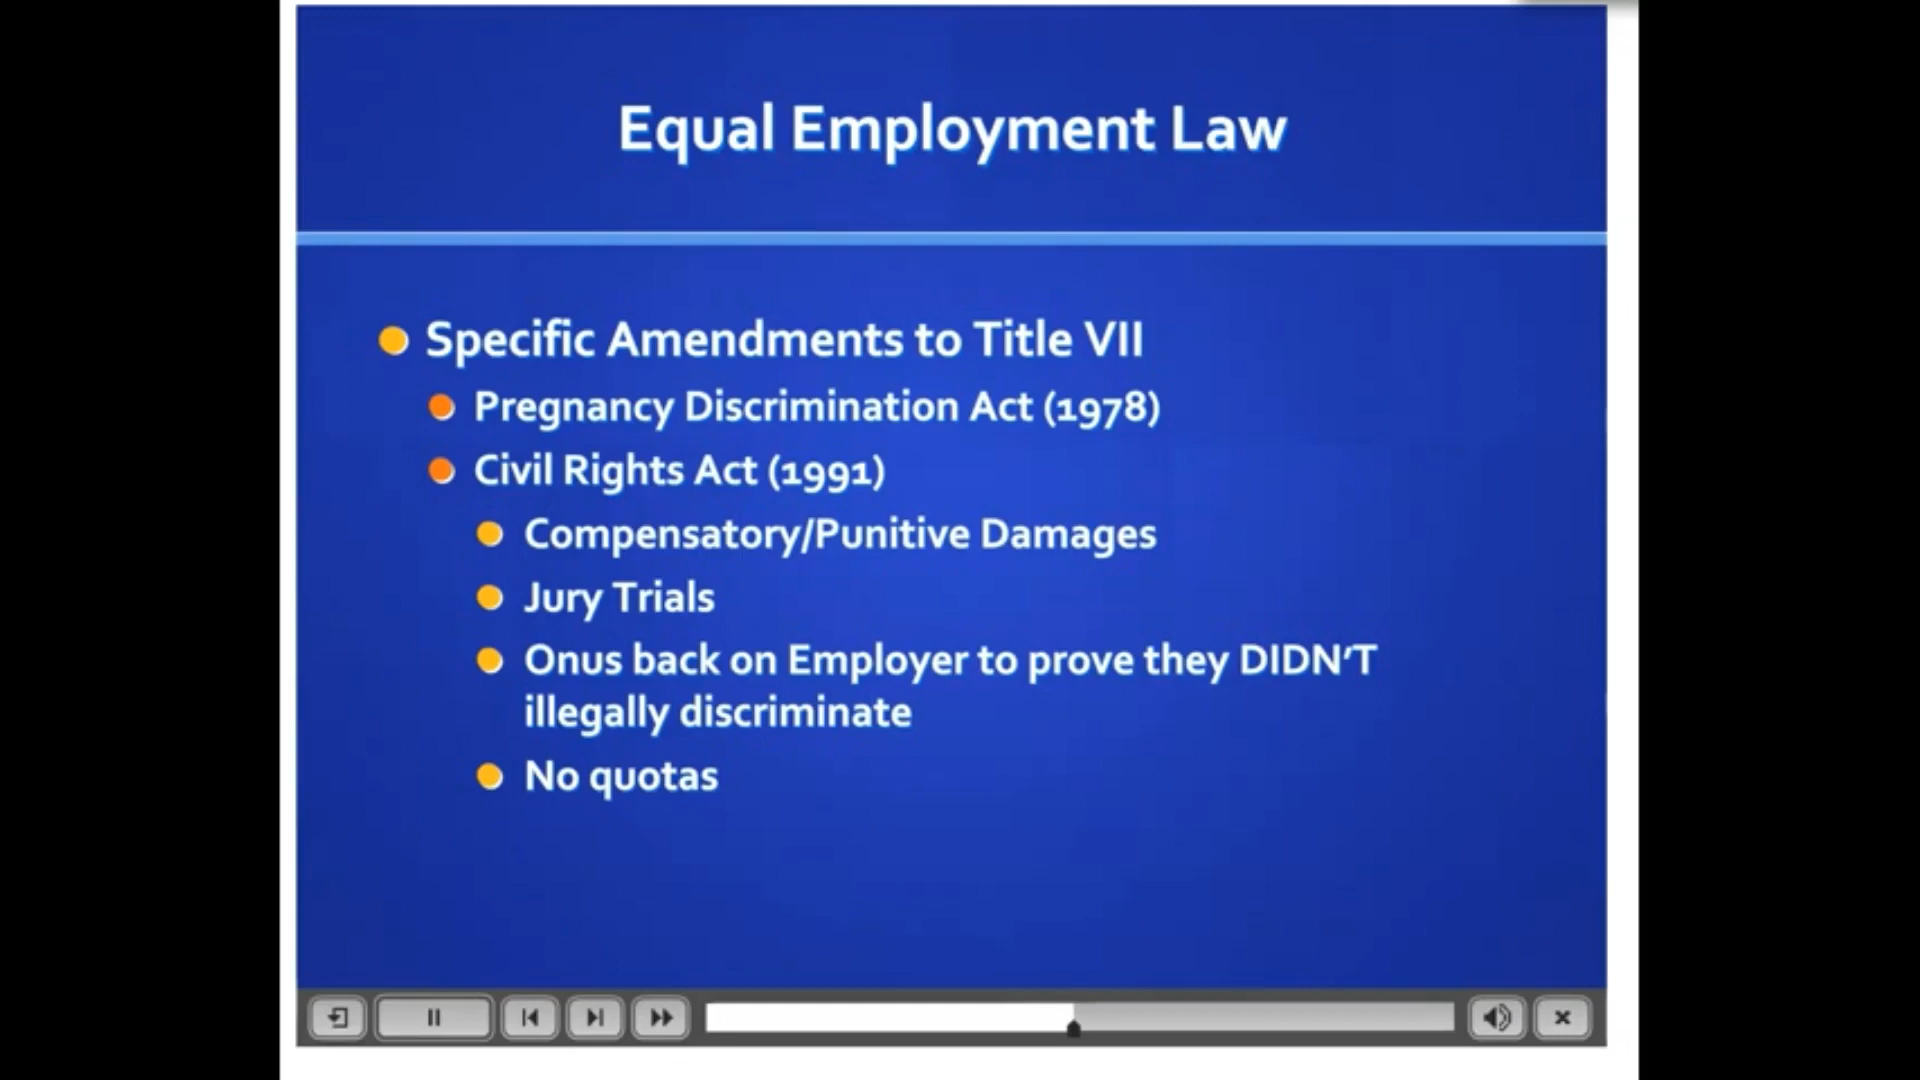 Equal Employment Law
Specific Amendments to Title VII
Pregnancy Discrimination Act (1978)
Civil Rights Act (1991)
Compensatory/Punitive Damages
Jury Trials
Onus back on Employer to prove they DIDN'T
illegally discriminate
No quotas